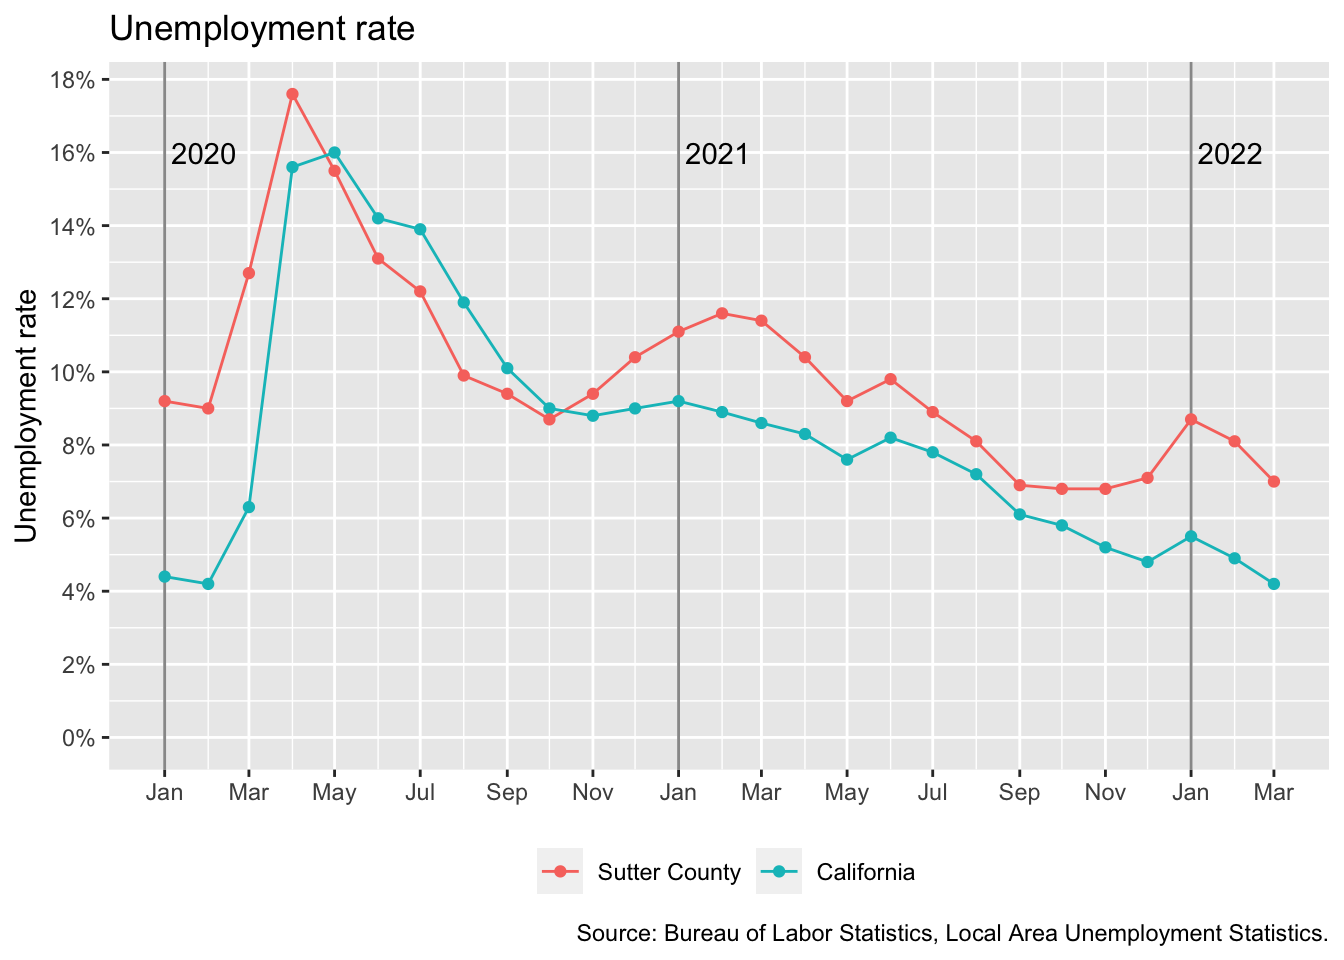 Unemployment rate
18%
16%
14%
12%
10%
8%
6%
4%
2%
0%
Unemployment rate
2020 2021 2022
Jan Mar May Jul Sep Nov Jan Mar May Jul Sep Nov Jan Mar
Sutter County California
Source: Bureau of Labor Statistics, Local Area Unemployment Statistics.